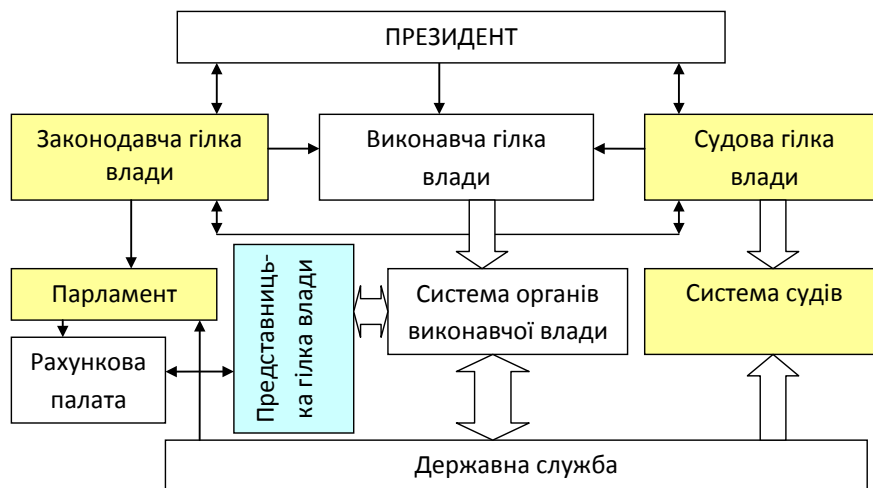 ПРЕЗИДЕНТ
Законодавча гілка
влади
Виконавча гілка
влади
Судова гілка
влади
Парламент
Представниць-
ка гілка влади
Система органів
виконавчої влади
Система судів
Рахункова
палата
Державна служба